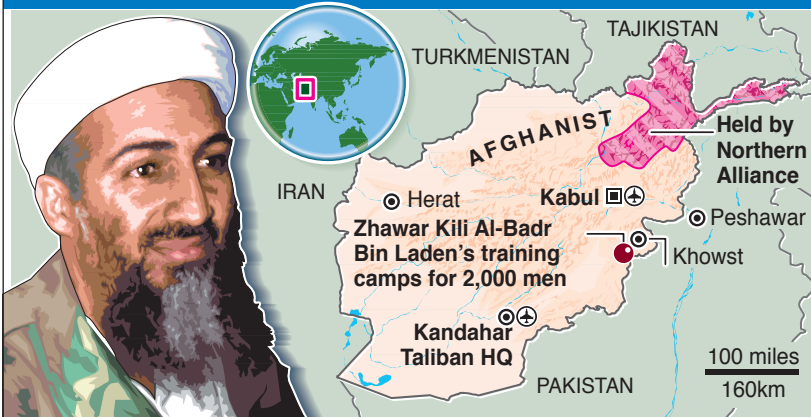 TAJIKISTAN
TURKMENISTAN
AFGHANIST
Held by
Northern
Alliance
IRAN
Herat
Kabul
Peshawar
Zhawar Kili Al-Badr
Bin Laden’s training
camps for 2,000 men
Khowst
Kandahar
Taliban HQ
100 miles
160km
PAKISTAN